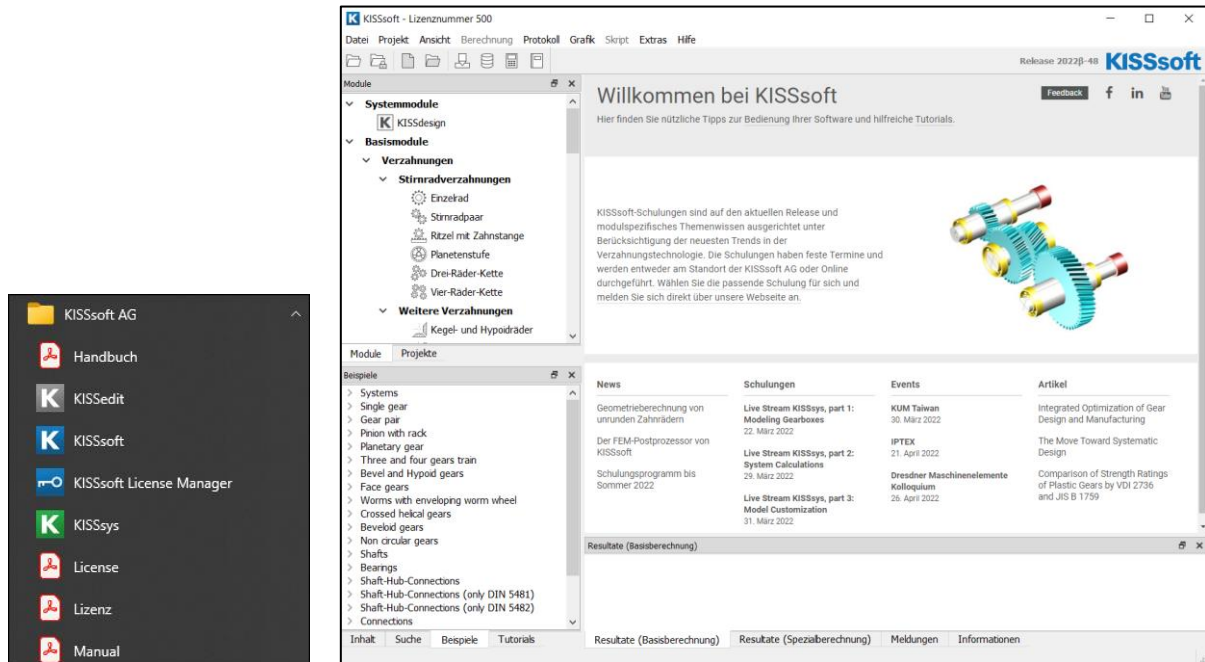 KISSsoft AG
Handbuch
KISSedit
KISSsoft
KISSsoft License Manager
KISSsys
License
Lizenz
Manual
KISSsoft - Lizenznummer 500
Datei Projekt Ansicht Berechnung Protokoll Grafik Skript Extras Hilfe
Release 2022β-48 KISSsoft
Module
Systemmodule
KISSdesign
Basismodule
Verzahnungen
Stirnradverzahnungen
Einzelrad
Stirnradpaar
Ritzel mit Zahnstange
Planetenstufe
Drei-Räder-Kette
Vier-Räder-Kette
Weitere Verzahnungen
Kegel- und Hypoidräder
Module Projekte
Beispiele
Systems
Single gear
Gear pair
Pinion with rack
Planetary gear
Three and four gears train
Bevel and Hypoid gears
Face gears
Worms with enveloping worm wheel
Crossed helical gears
Beveloid gears
Non circular gears
Shafts
Bearings
Shaft-Hub-Connections
Shaft-Hub-Connections (only DIN 5481)
Shaft-Hub-Connections (only DIN 5482)
Connections
Inhalt Suche Beispiele Tutorials
Willkommen bei KISSsoft
Feedback
Hier finden Sie nützliche Tipps zur Bedienung Ihrer Software und hilfreiche Tutorials.
KISSsoft-Schulungen sind auf den aktuellen Release und
modulspezifisches Themenwissen ausgerichtet unter
Berücksichtigung der neuesten Trends in der
Verzahnungstechnologie. Die Schulungen haben feste Termine und
werden entweder am Standort der KISSsoft AG oder Online
durchgeführt. Wählen Sie die passende Schulung für sich und
melden Sie sich direkt über unsere Webseite an.
News
Geometrieberechnung von
unrunden Zahnrädern
Der FEM-Postprozessor von
KISSsoft
Schulungsprogramm bis
Sommer 2022
Schulungen
Live Stream KISSsys, part 1:
Modeling Gearboxes
22. März 2022
Live Stream KISSsys, part 2:
System Calculations
29. März 2022
Live Stream KISSsys, part 3:
Model Customization
31. März 2022
Events
KUM Taiwan
30. März 2022
IPTEX
21. April 2022
Dresdner Maschinenelemente
Kolloquium
26. April 2022
Artikel
Integrated Optimization of Gear
Design and Manufacturing
The Move Toward Systematic
Design
Comparison of Strength Ratings
of Plastic Gears by VDI 2736
and JIS B 1759
Resultate (Basisberechnung)
Resultate (Basisberechnung) Resultate (Spezialberechnung) Meldungen Informationen